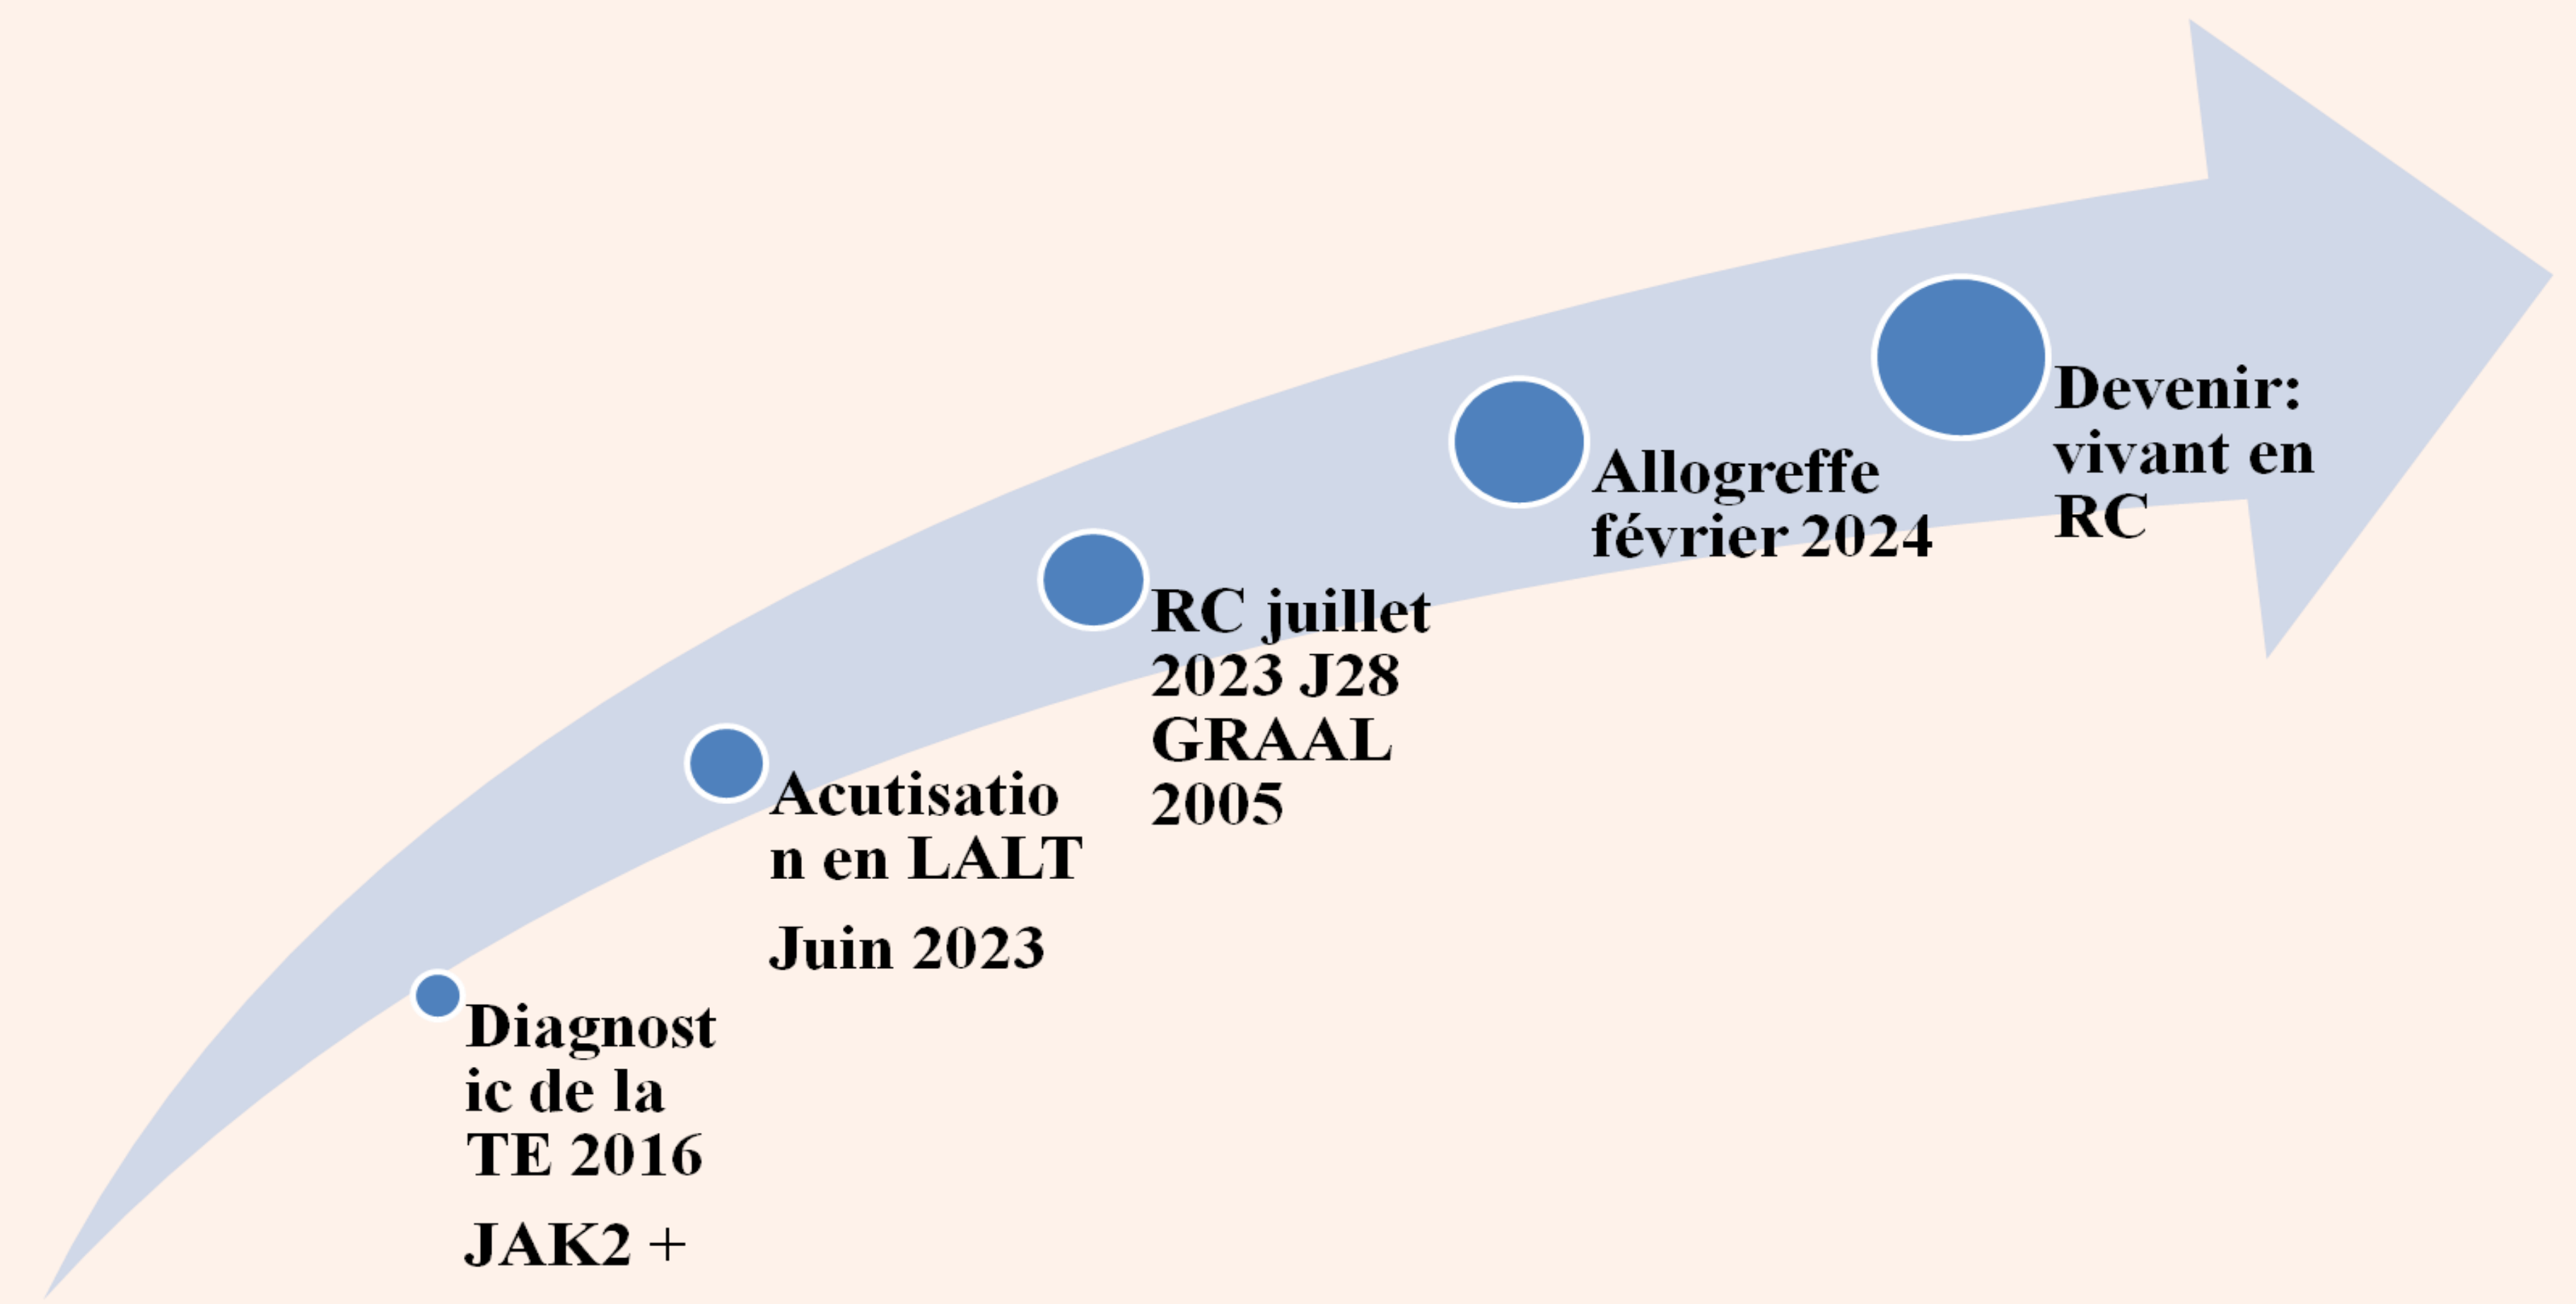 Diagnost
ic de la
TE 2016
JAK2 +
Acutisatio
n en LALT
Juin 2023
RC juillet
2023 J28
GRAAL
2005
Allogreffe
février 2024
Devenir:
vivant en
RC